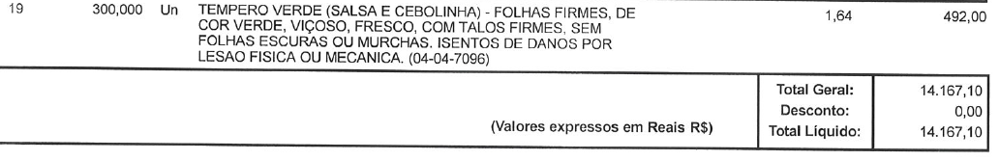 19 300,000 Un TEMPERO VERDE (SALSA E CEBOLINHA) - FOLHAS FIRMES, DE 1,64 492,00
COR VERDE, VIÇOSO, FRESCO, COM TALOS FIRMES, SEM
FOLHAS ESCURAS OU MURCHAS. ISENTOS DE DANOS POR
LESAO FISICA OU MECANICA. (04-04-7096)
Total Geral: 14.167,10
Desconto: 0,00
(Valores expressos em Reais R$) Total Líquido: 14.167,10